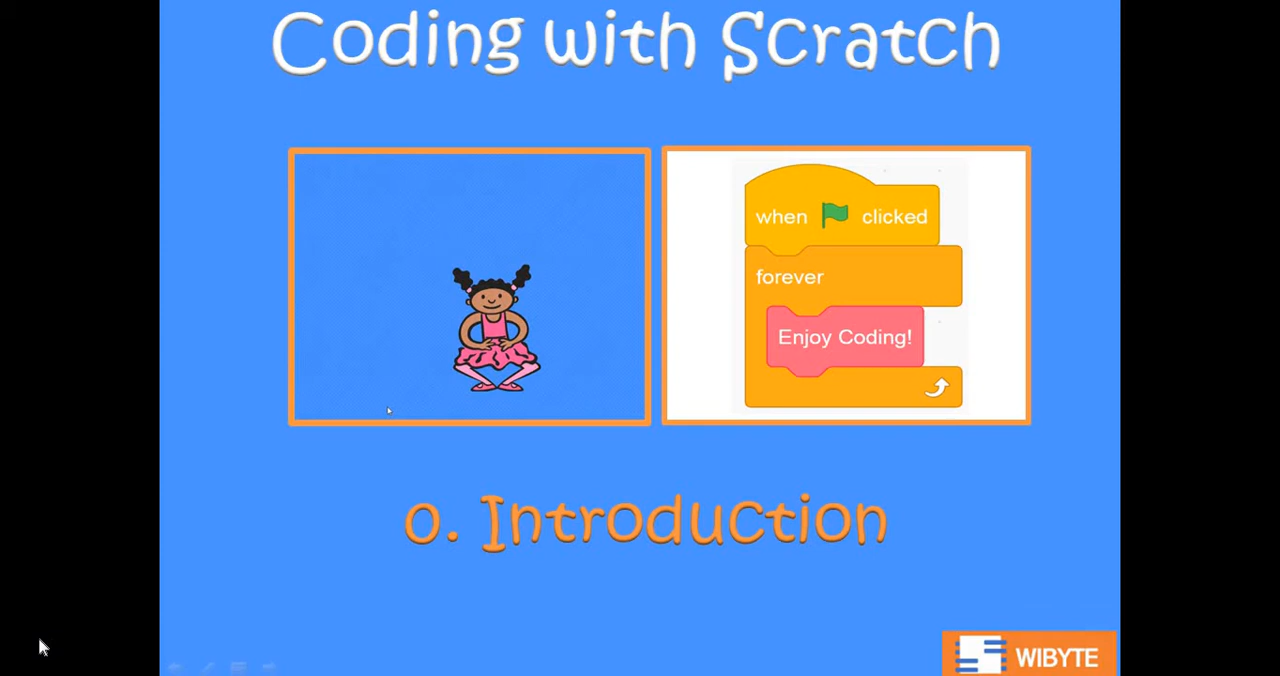 Coding with Scratch
when clicked
forever
Enjoy Coding!
0. Introduction
WIBYTE